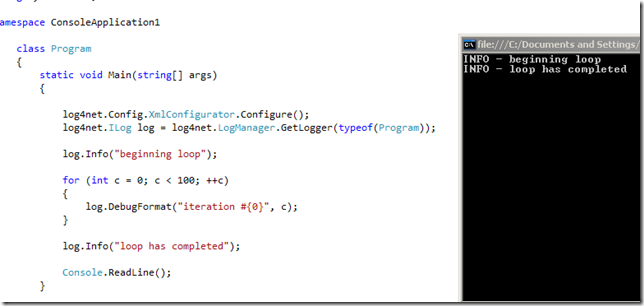 amespace ConsoleApplication1
class Program
{
static void Main(string[] args)
{
log4net.Config.XmlConfigurator.Configure();
log4net.ILog log = log4net.LogManager.GetLogger(typeof(Program));
log.Info("beginning loop");
for (int c = 0; c < 100; ++c)
{
log.DebugFormat("iteration #{0}", c);
}
log.Info("loop has completed");
Console.ReadLine();
}
file:///C:/Documents and Settings/
INFO - beginning loop
INFO - loop has completed